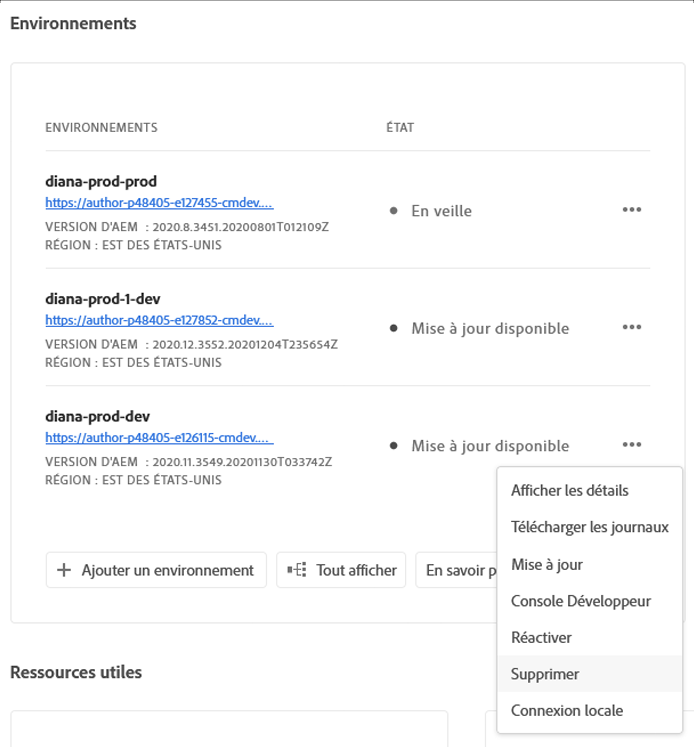 Environnements
ENVIRONNEMENTS ÉTAT
diana-prod-prod
https://author-p48405-e127455-cmdev....
En veille
VERSION D'AEM : 2020.8.3451.20200801T012109Z
RÉGION : EST DES ÉTATS-UNIS
diana-prod-1-dev
https://author-p48405-e127852-cmdev....
Mise à jour disponible
VERSION D'AEM : 2020.12.3552.20201204T235654Z
RÉGION : EST DES ÉTATS-UNIS
diana-prod-dev
https://author-p48405-e126115-cmdev....
Mise à jour disponible
VERSION D'AEM : 2020.11.3549.20201130T033742Z
RÉGION : EST DES ÉTATS-UNIS
Afficher les détails
Télécharger les journaux
Mise à jour
Console Développeur
Réactiver
Supprimer
Connexion locale
Ajouter un environnement Tout afficher En savoir p
Ressources utiles